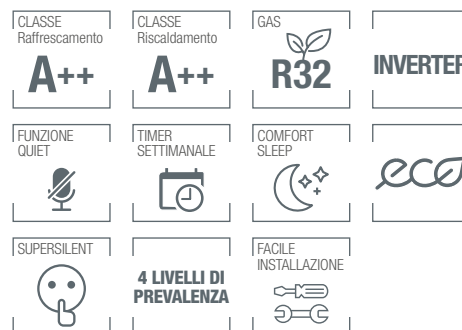 CLASSE
Raffrescamento
A++
CLASSE
Riscaldamento
A++
GAS
R32
INVERTER
FUNZIONE
QUIET
TIMER
SETTIMANALE
COMFORT
SLEEP
eco
SUPERSILENT
4 LIVELLI DI
PREVALENZA
FACILE
INSTALLAZIONE